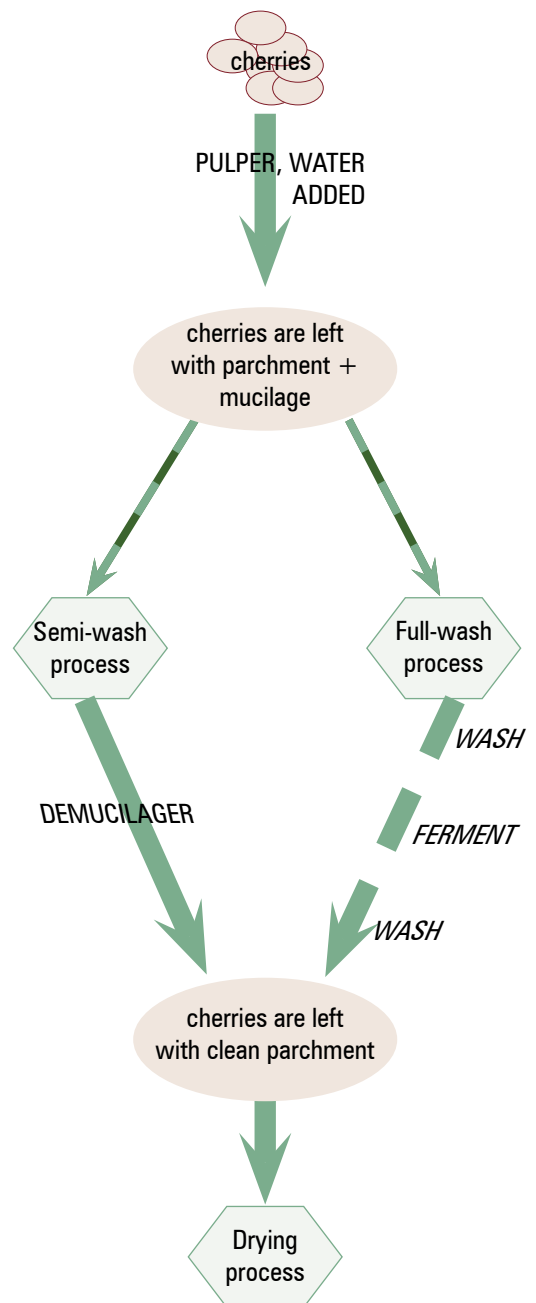 cherries
PULPER, WATER
ADDED
cherries are left
with parchment +
mucilage
Semi-wash
process
Full-wash
process
WASH
DEMUCILAGER
FERMENT
WASH
cherries are left
with clean parchment
Drying
process